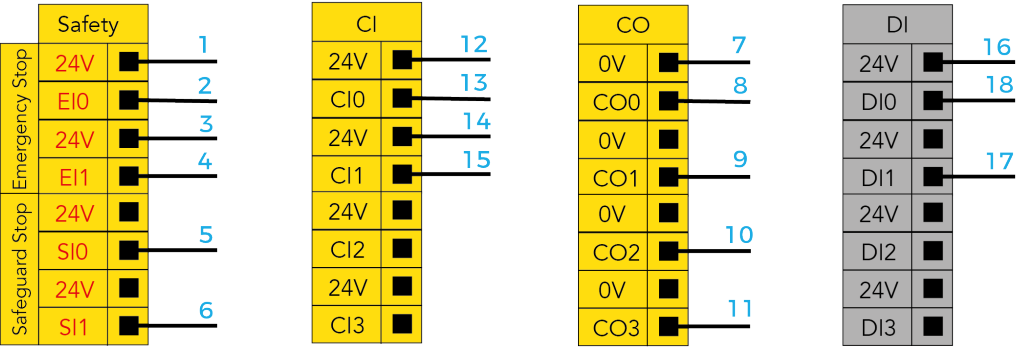 Safety
Emergency Stop
24V 1
EI0 2
24V 3
EI1 4
Safeguard Stop
24V
SI0 5
24V
SI1 6
CI
24V 12
CI0 13
24V 14
CI1 15
24V
CI2
24V
CI3
CO
0V 7
CO0 8
0V
CO1 9
0V
CO2 10
0V
CO3 11
DI
24V 16
DI0 18
24V
DI1 17
24V
DI2
24V
DI3